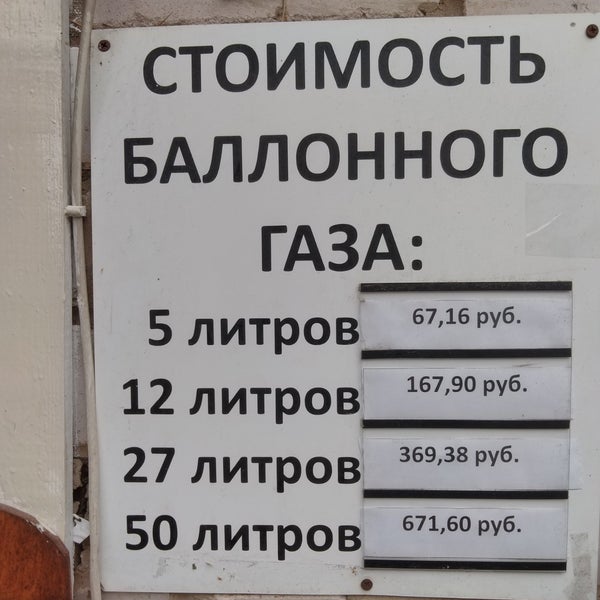 СТОИМОСТЬ
БАЛЛОННОГО
ГАЗА:
5 литров 67,16 руб.
12 литров 167,90 руб.
27 литров 369,38 руб.
50 литров 671,60 руб.